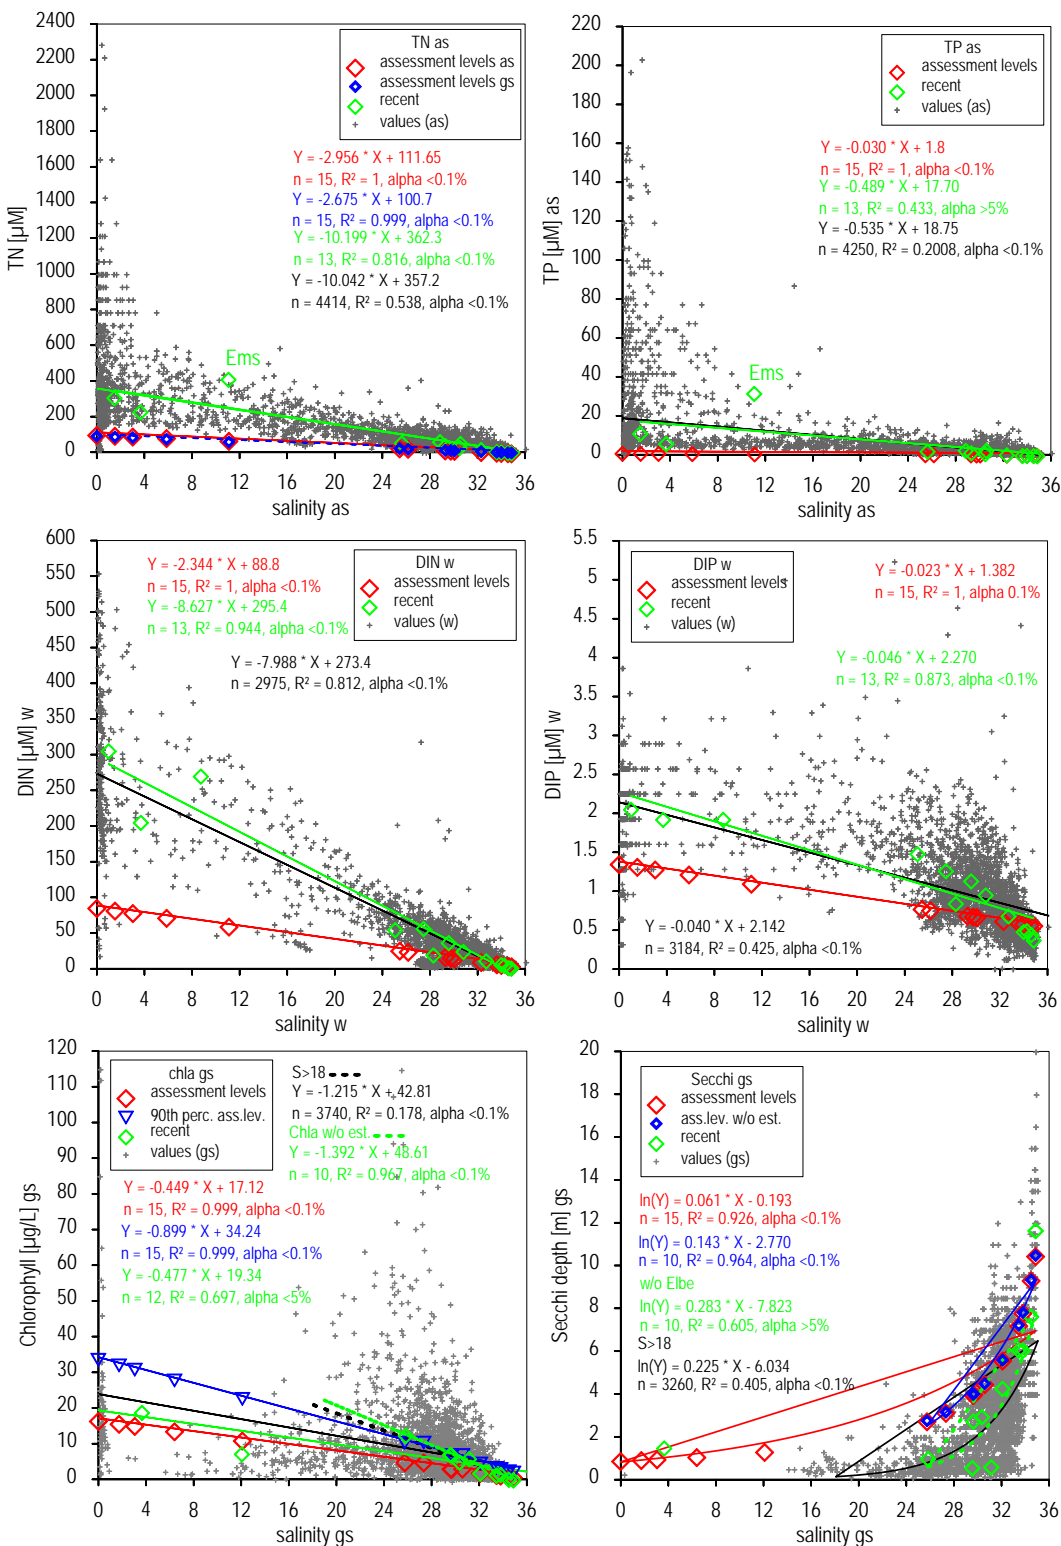 TN as
assessment levels as
assessment levels gs
recent
values (as)
Y = -2.956 * X + 111.65
n = 15, R² = 1, alpha <0.1%
Y = -2.675 * X + 100.7
n = 15, R² = 0.999, alpha <0.1%
Y = -10.199 * X + 362.3
n = 13, R² = 0.816, alpha <0.1%
Y = -10.042 * X + 357.2
n = 4414, R² = 0.538, alpha <0.1%
Ems
TN [µM]
2400
2200
2000
1800
1600
1400
1200
1000
800
600
400
200
0
0 4 8 12 16 20 24 28 32 36
salinity as
TP as
assessment levels
recent
values (as)
Y = -0.030 * X + 1.8
n = 15, R² = 1, alpha <0.1%
Y = -0.489 * X + 17.70
n = 13, R² = 0.433, alpha >5%
Y = -0.535 * X + 18.75
n = 4250, R² = 0.2008, alpha <0.1%
Ems
TP [µM] as
220
200
180
160
140
120
100
80
60
40
20
0
0 4 8 12 16 20 24 28 32 36
salinity as
DIN w
assessment levels
recent
values (w)
Y = -2.344 * X + 88.8
n = 15, R² = 1, alpha <0.1%
Y = -8.627 * X + 295.4
n = 13, R² = 0.944, alpha <0.1%
Y = -7.988 * X + 273.4
n = 2975, R² = 0.812, alpha <0.1%
DIN [µM] w
600
550
500
450
400
350
300
250
200
150
100
50
0
0 4 8 12 16 20 24 28 32 36
salinity w
DIP w
assessment levels
recent
values (w)
Y = -0.023 * X + 1.382
n = 15, R² = 1, alpha 0.1%
Y = -0.046 * X + 2.270
n = 13, R² = 0.873, alpha <0.1%
Y = -0.040 * X + 2.142
n = 3184, R² = 0.425, alpha <0.1%
DIP [µM] w
5.5
5
4.5
4
3.5
3
2.5
2
1.5
1
0.5
0
0 4 8 12 16 20 24 28 32 36
salinity w
chla gs
assessment levels
90th perc. ass.lev.
recent
values (gs)
S>18
Y = -1.215 * X + 42.81
n = 3740, R² = 0.178, alpha <0.1%
Chla w/o est.
Y = -1.392 * X + 48.61
n = 10, R² = 0.967, alpha <0.1%
Y = -0.449 * X + 17.12
n = 15, R² = 0.999, alpha <0.1%
Y = -0.899 * X + 34.24
n = 15, R² = 0.999, alpha <0.1%
Y = -0.477 * X + 19.34
n = 12, R² = 0.697, alpha <5%
Chlorophyll [µg/L] gs
120
110
100
90
80
70
60
50
40
30
20
10
0
0 4 8 12 16 20 24 28 32 36
salinity gs
Secchi gs
assessment levels
ass.lev. w/o est.
recent
values (gs)
ln(Y) = 0.061 * X - 0.193
n = 15, R² = 0.926, alpha <0.1%
ln(Y) = 0.143 * X - 2.770
n = 10, R² = 0.964, alpha <0.1%
w/o Elbe
ln(Y) = 0.283 * X - 7.823
n = 10, R² = 0.605, alpha >5%
S>18
ln(Y) = 0.225 * X - 6.034
n = 3260, R² = 0.405, alpha <0.1%
Secchi depth [m] gs
20
18
16
14
12
10
8
6
4
2
0
0 4 8 12 16 20 24 28 32 36
salinity gs